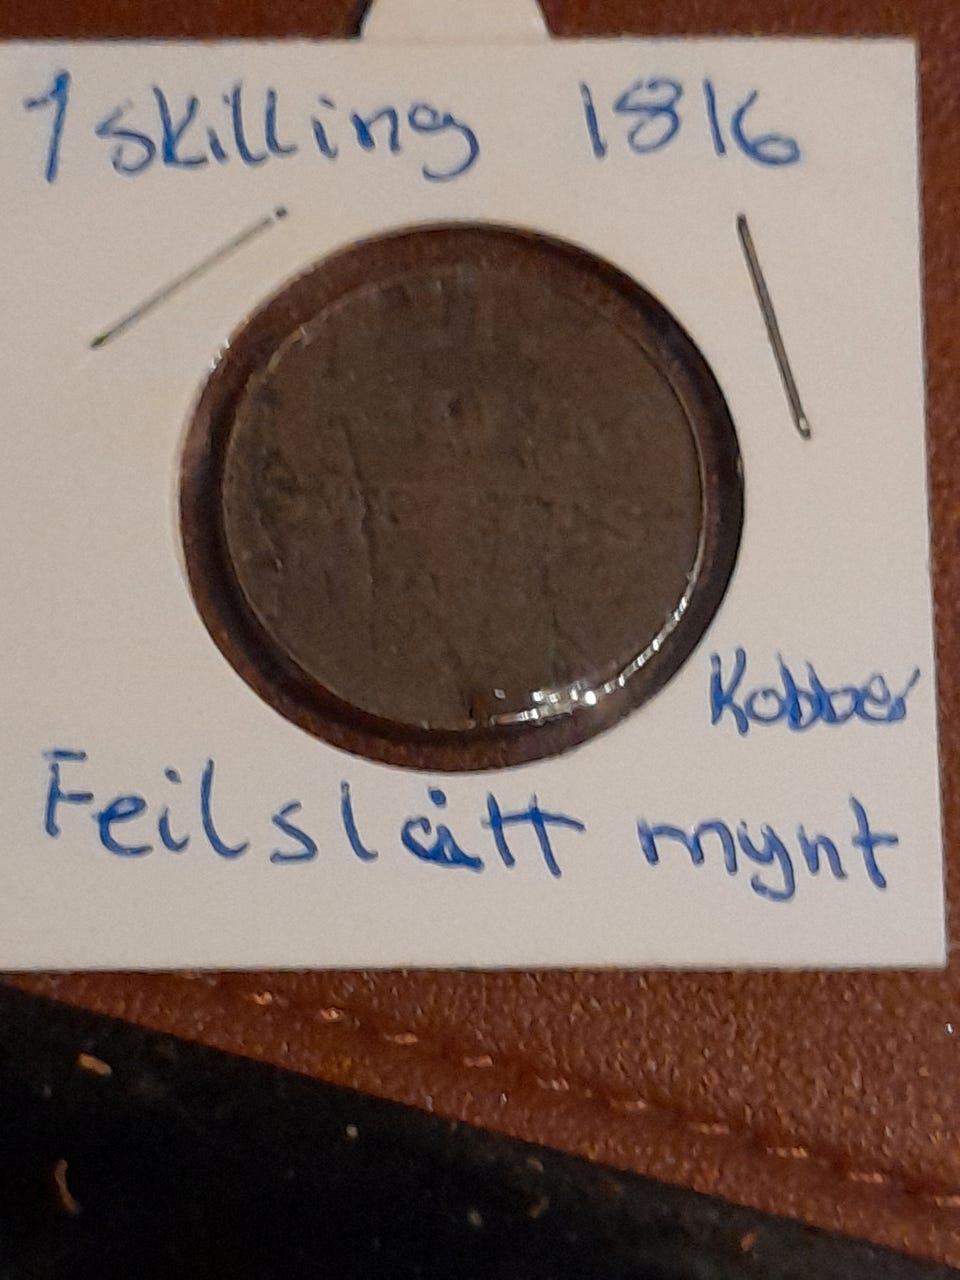 1 skilling 1816
Kobber
Feilslått mynt